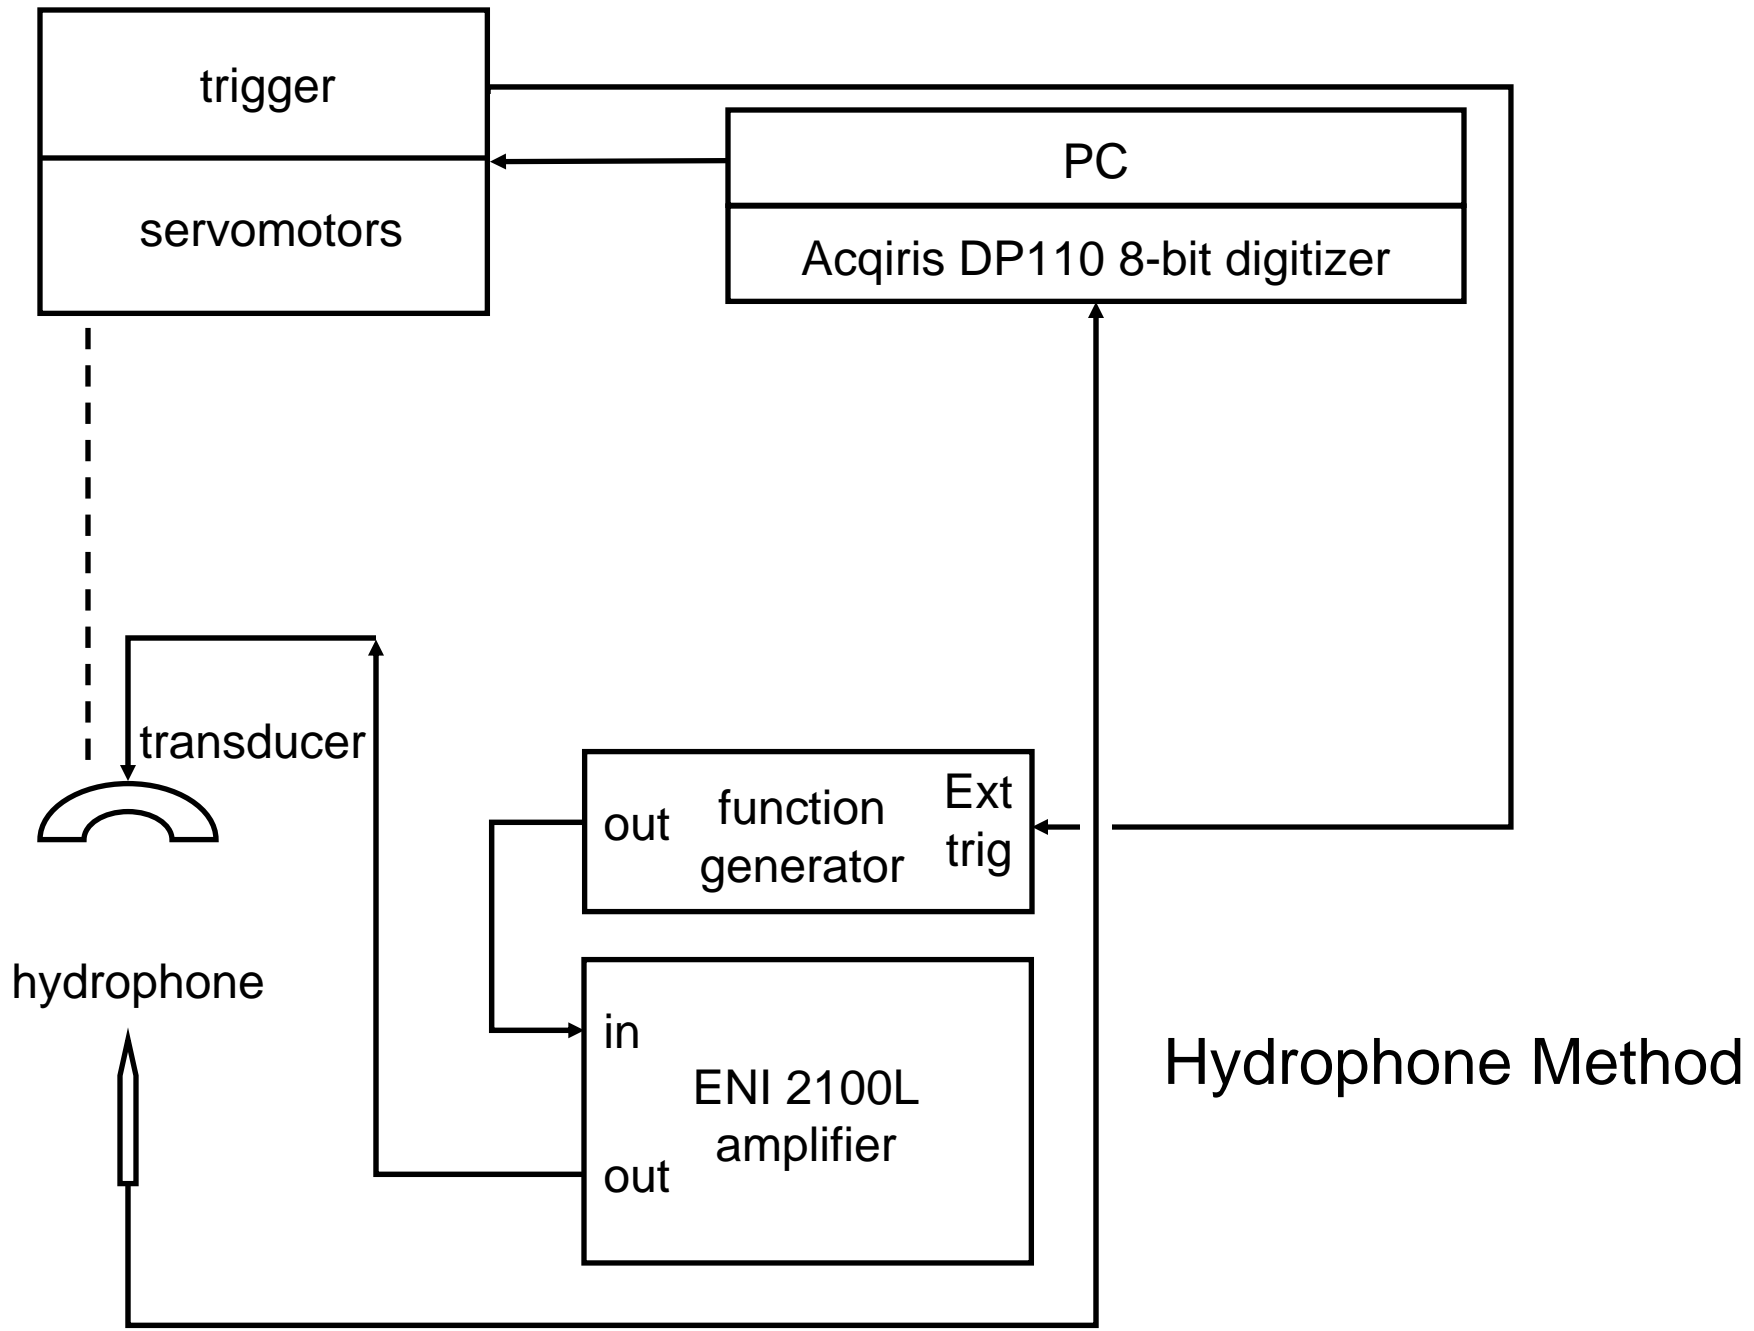 trigger
servomotors
PC
Acqiris DP110 8-bit digitizer
transducer
out
function
generator
Ext
trig
hydrophone
in
ENI 2100L
amplifier
out
Hydrophone Method